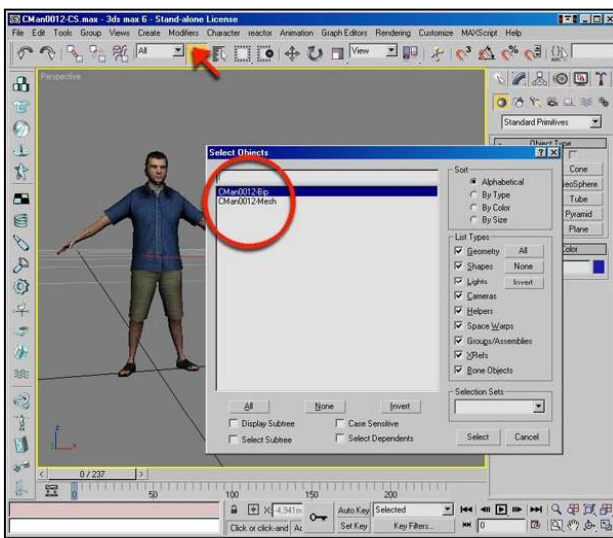 CMan0012-CS.max - 3ds max 6 - Stand-alone License
File Edit Tools Group Views Create Modifiers Character reactor Animation Graph Editors Rendering Customize MAXScript Help
All
View
Perspective
Standard Primitives
Object Type
Cone
GeoSphere
Tube
Pyramid
Plane
Color
Select Objects
CMan0012-Bip
CMan0012-Mesh
Sort
Alphabetical
By Type
By Color
By Size
List Types
Geometry All
Shapes None
Lights Invert
Cameras
Helpers
Space Warps
Groups/Assemblies
XRefs
Bone Objects
Selection Sets
All None Invert
Display Subtree Case Sensitive
Select Subtree Select Dependents
Select Cancel
z
x
0 / 237
0 50 100 150 200
X -4.941m Auto Key Selected
Click or click-and Set Key Key Filters... 0